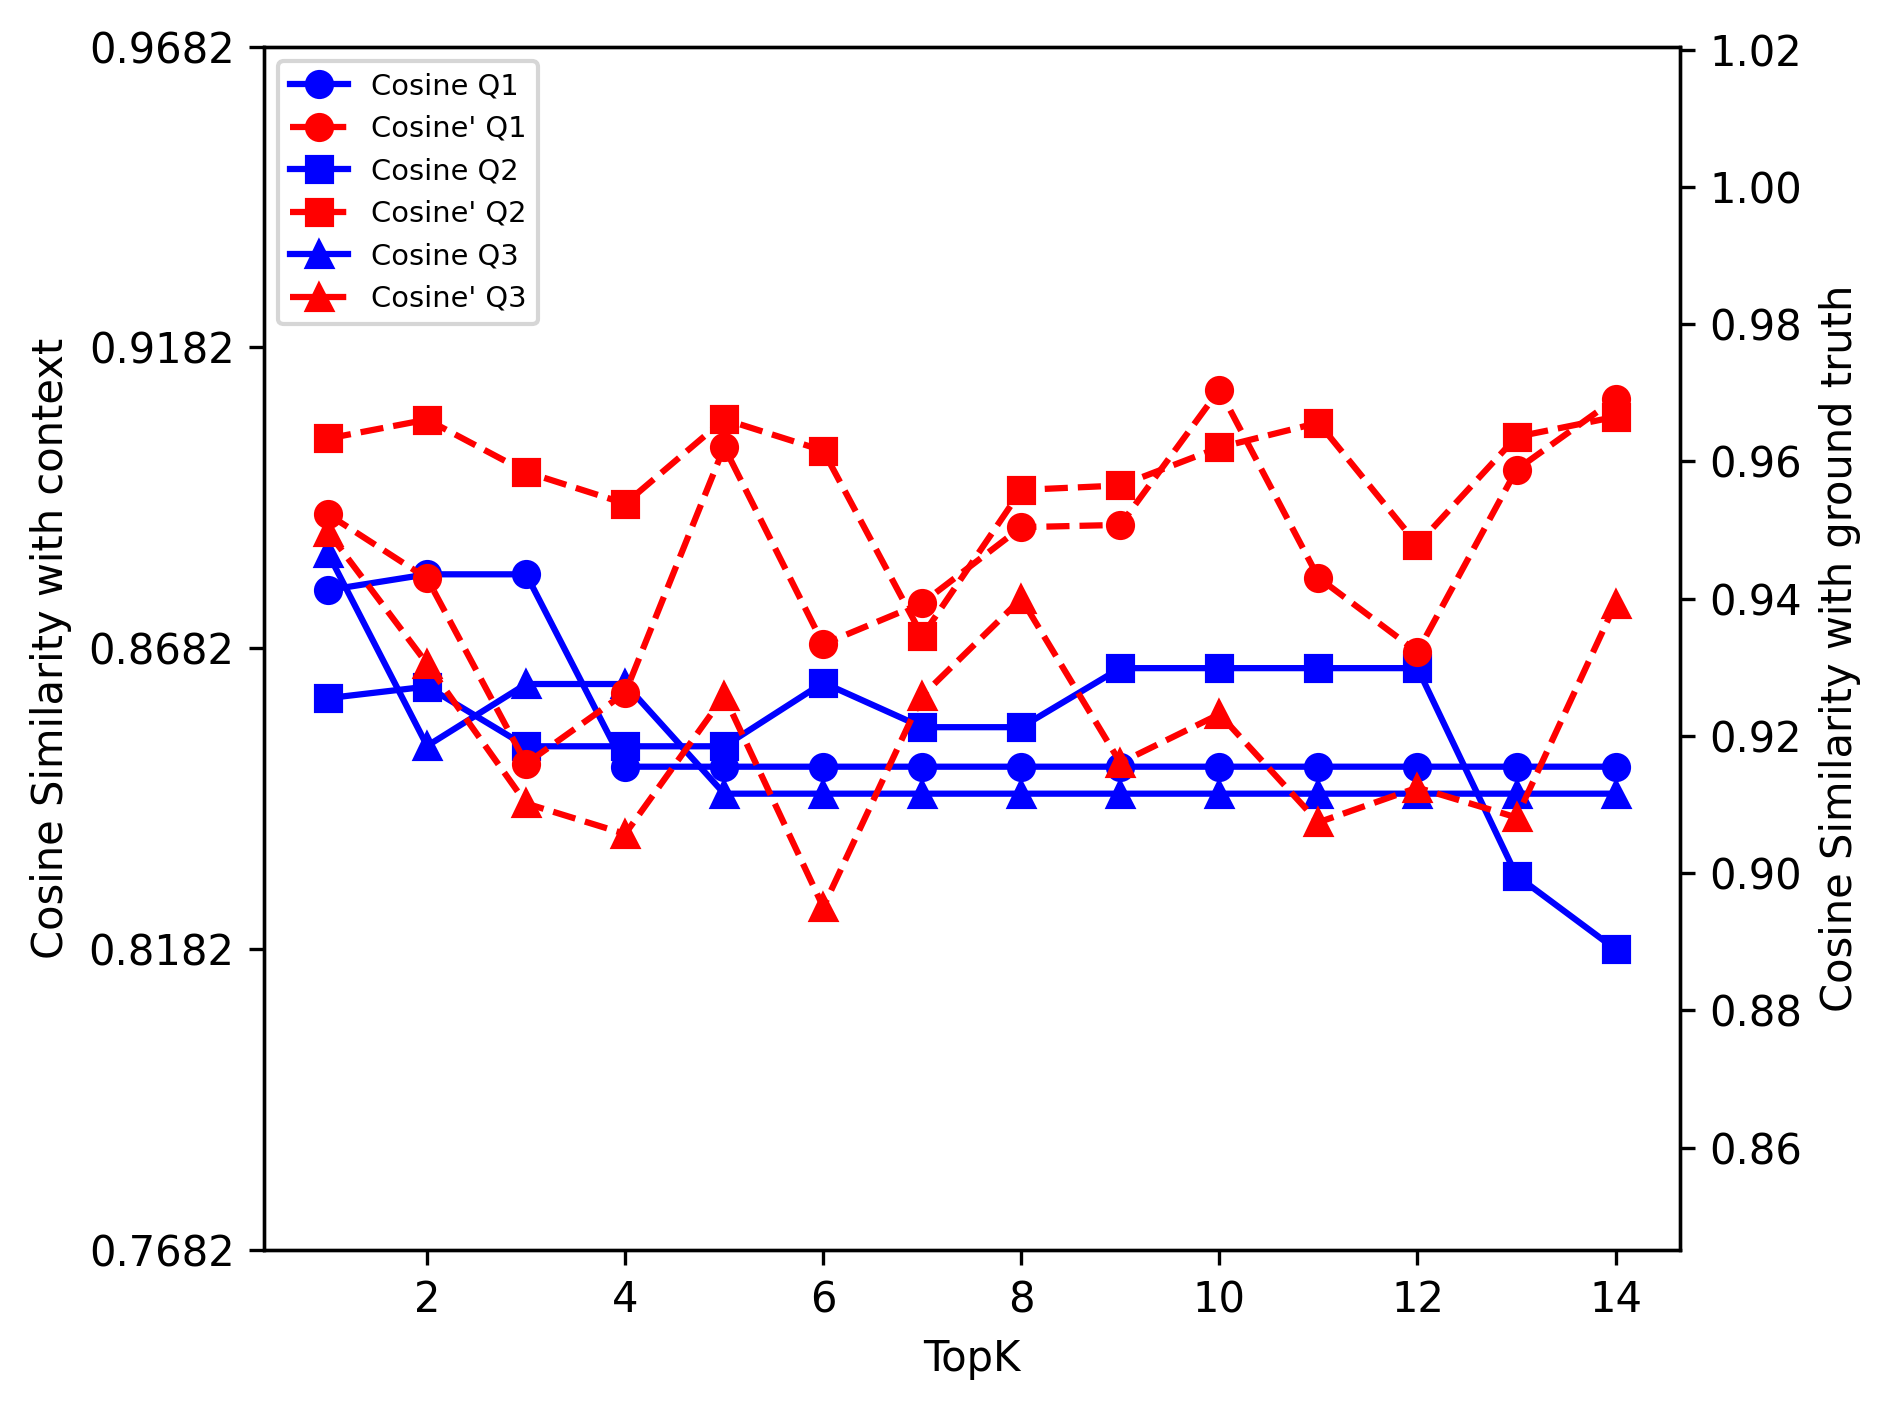 Cosine Q1
Cosine' Q1
Cosine Q2
Cosine' Q2
Cosine Q3
Cosine' Q3
Cosine Similarity with context
0.9682
0.9182
0.8682
0.8182
0.7682
1.02
1.00
0.98
0.96
0.94
0.92
0.90
0.88
0.86
Cosine Similarity with ground truth
2 4 6 8 10 12 14
TopK